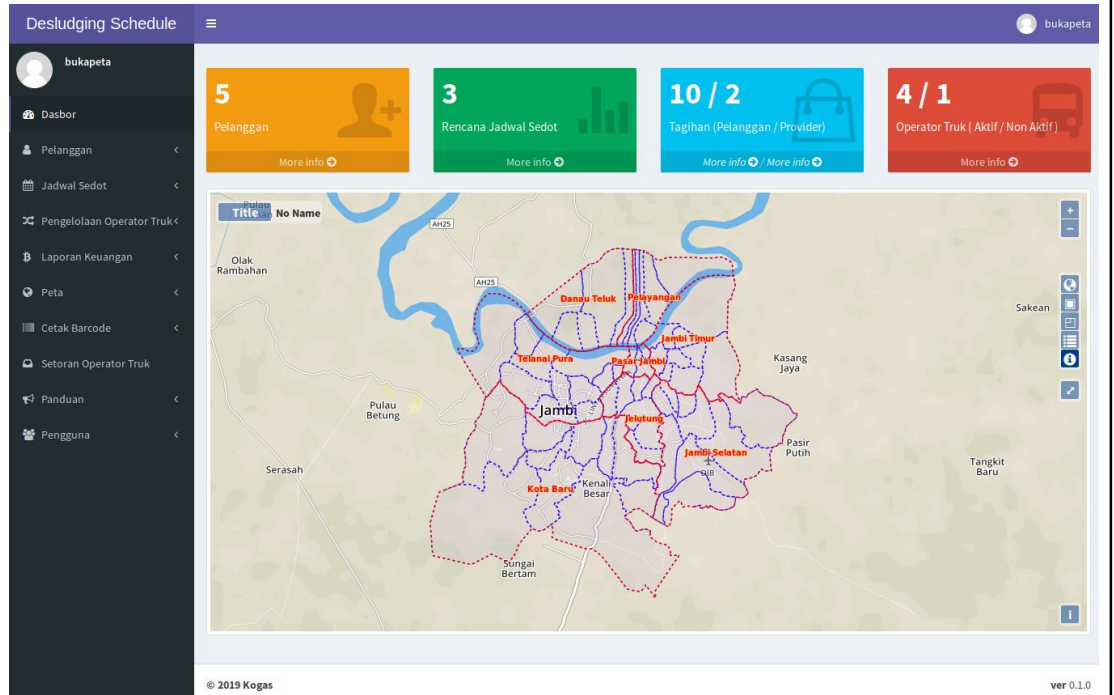 Desludging Schedule
bukapeta
bukapeta
Dasbor
Pelanggan
Jadwal Sedot
Pengelolaan Operator Truk
Laporan Keuangan
Peta
Cetak Barcode
Setoran Operator Truk
Panduan
Pengguna
5
Pelanggan
More info
3
Rencana Jadwal Sedot
More info
10 / 2
Tagihan (Pelanggan / Provider)
More info / More info
4 / 1
Operator Truk ( Aktif / Non Aktif )
More info
Pulau
Title No Name
+
−
AH25
Olak
Rambahan
AH25
Danau Teluk
Pelayangan
Sakean
Jambi Timur
Telanai Pura
Pasar Jambi
Kasang
Jaya
Pulau
Betung
Jambi
Jelutung
Pasir
Putih
Jambi Selatan
DJB
Tangkit
Baru
Serasah
Kota Baru
Kenali
Besar
Sungai
Bertam
i
© 2019 Kogas
ver 0.1.0